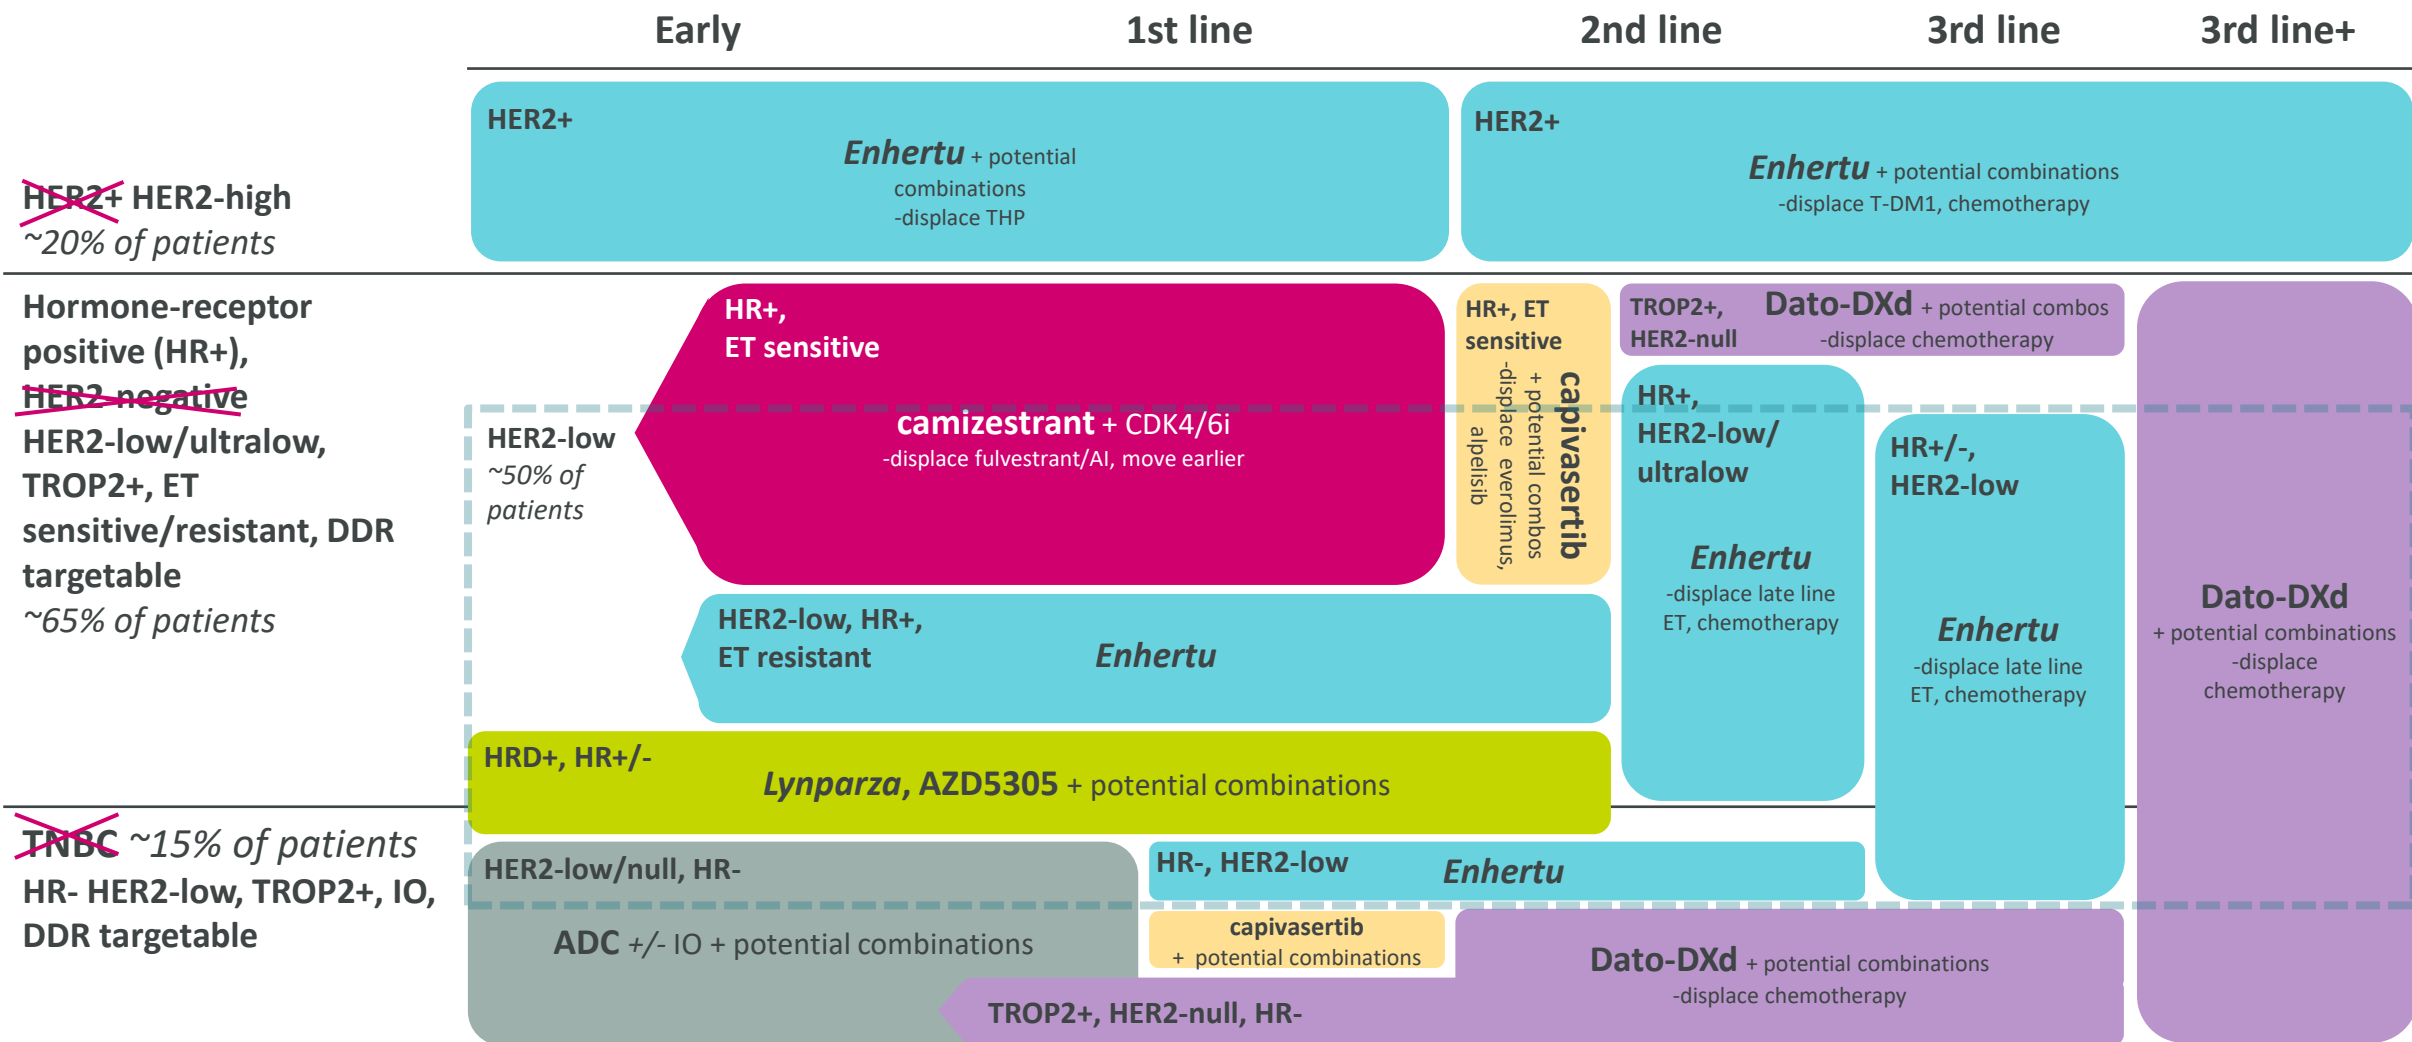 Early
1st line
2nd line
3rd line
3rd line+
HER2+ HER2-high
~20% of patients
HER2+
Enhertu + potential
combinations
-displace THP
HER2+
Enhertu + potential combinations
-displace T-DM1, chemotherapy
Hormone-receptor
positive (HR+),
HER2-negative
HER2-low/ultralow,
TROP2+, ET
sensitive/resistant, DDR
targetable
~65% of patients
HER2-low
~50% of
patients
HR+,
ET sensitive
camizestrant + CDK4/6i
-displace fulvestrant/AI, move earlier
HR+, ET
sensitive
capivasertib
+ potential combos
-displace everolimus,
alpelisib
TROP2+,
HER2-null
Dato-DXd + potential combos
-displace chemotherapy
HR+,
HER2-low/
ultralow
Enhertu
-displace late line
ET, chemotherapy
HR+/-,
HER2-low
Enhertu
-displace late line
ET, chemotherapy
Dato-DXd
+ potential combinations
-displace
chemotherapy
HER2-low, HR+,
ET resistant
Enhertu
HRD+, HR+/-
Lynparza, AZD5305 + potential combinations
TNBC ~15% of patients
HR- HER2-low, TROP2+, IO,
DDR targetable
HER2-low/null, HR-
ADC +/- IO + potential combinations
HR-, HER2-low
Enhertu
capivasertib
+ potential combinations
Dato-DXd + potential combinations
-displace chemotherapy
TROP2+, HER2-null, HR-